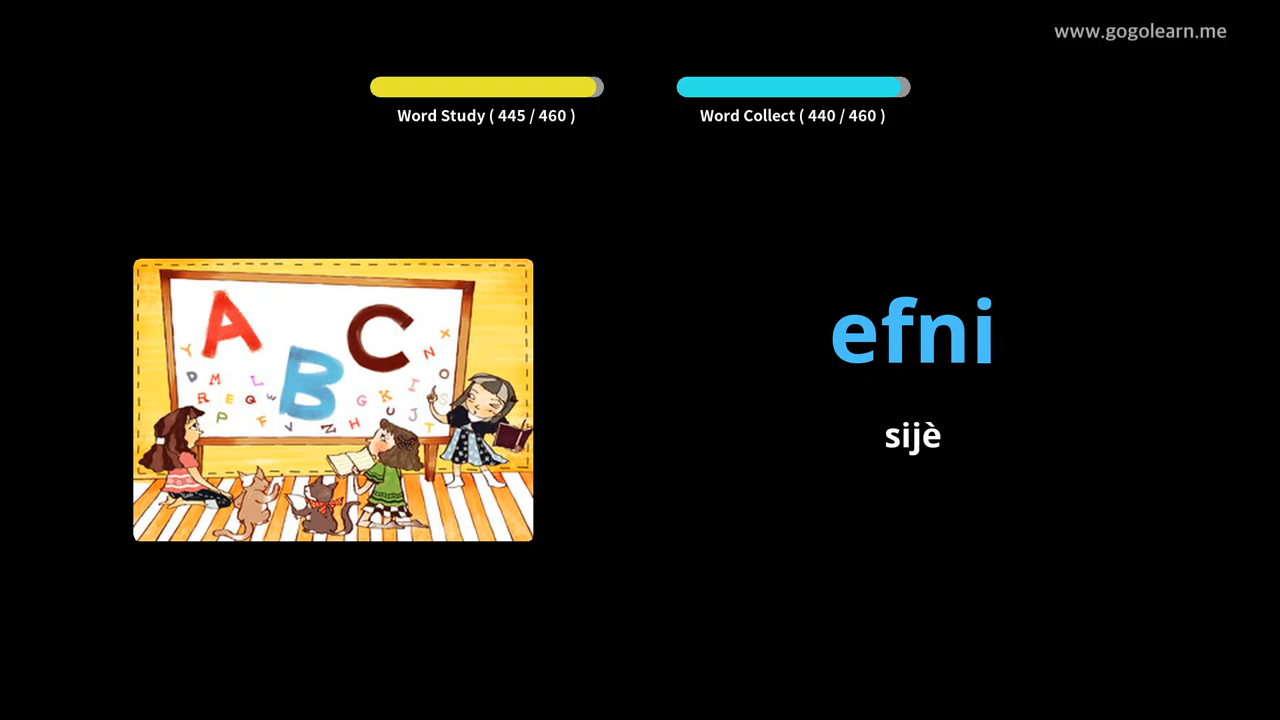 www.gogolearn.me
Word Study ( 445 / 460 )
Word Collect ( 440 / 460 )
efni
sijè
A
B
C
Y X N O
D M L I S
R E Q W G K
P F V Z H U J T